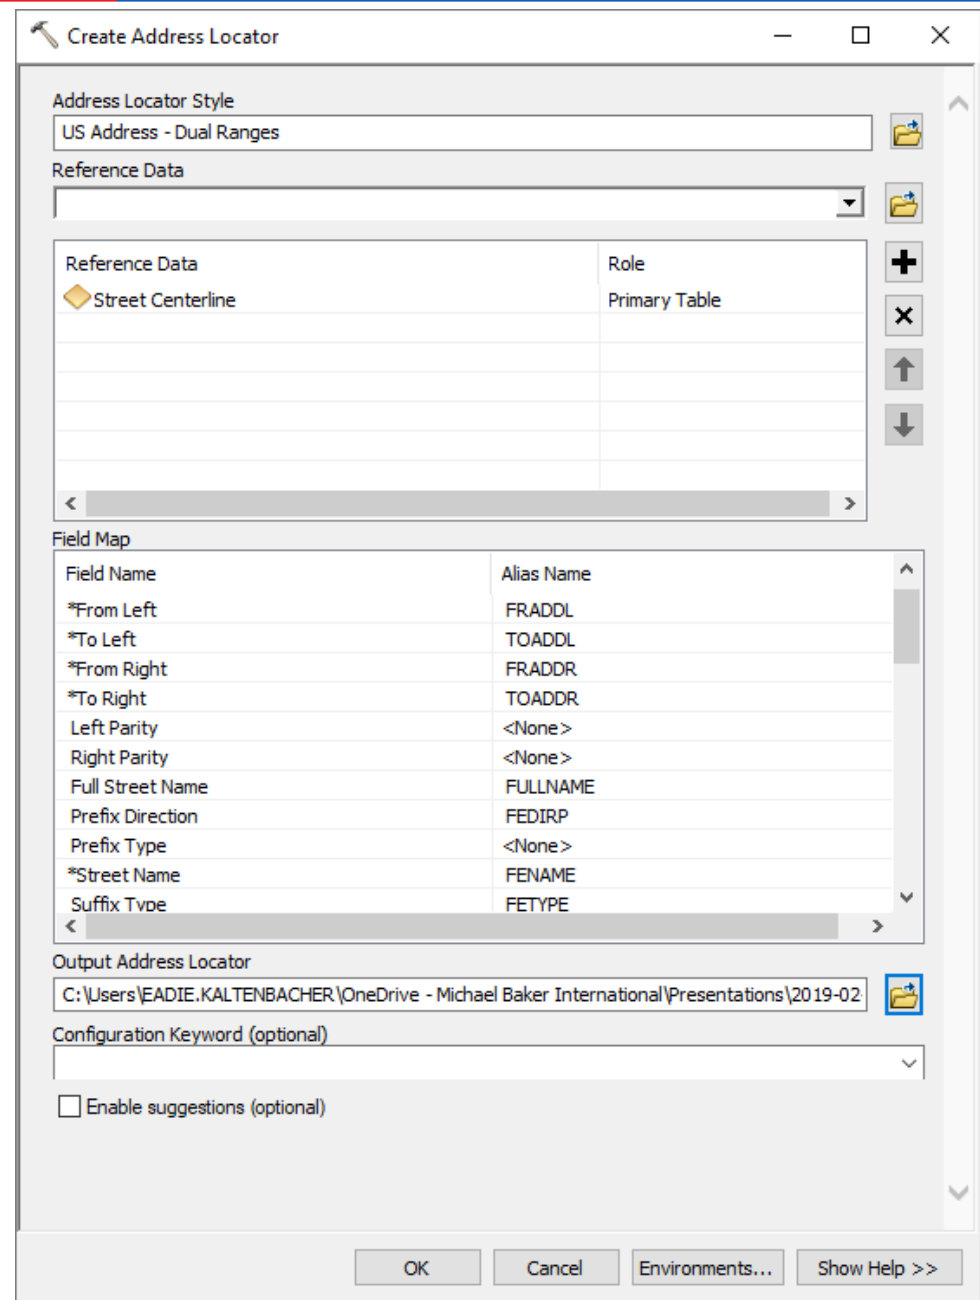 Create Address Locator
Address Locator Style
US Address - Dual Ranges
Reference Data
Reference Data Role
Street Centerline Primary Table
Field Map
Field Name Alias Name
*From Left FRADDL
*To Left TOADDL
*From Right FRADDR
*To Right TOADDR
Left Parity <None>
Right Parity <None>
Full Street Name FULLNAME
Prefix Direction FEDIRP
Prefix Type <None>
*Street Name FENAME
Suffix Type FETYPE
Output Address Locator
C:\Users\EADIE.KALTENBACHER\OneDrive - Michael Baker International\Presentations\2019-02-
Configuration Keyword (optional)
Enable suggestions (optional)
OK Cancel Environments... Show Help >>